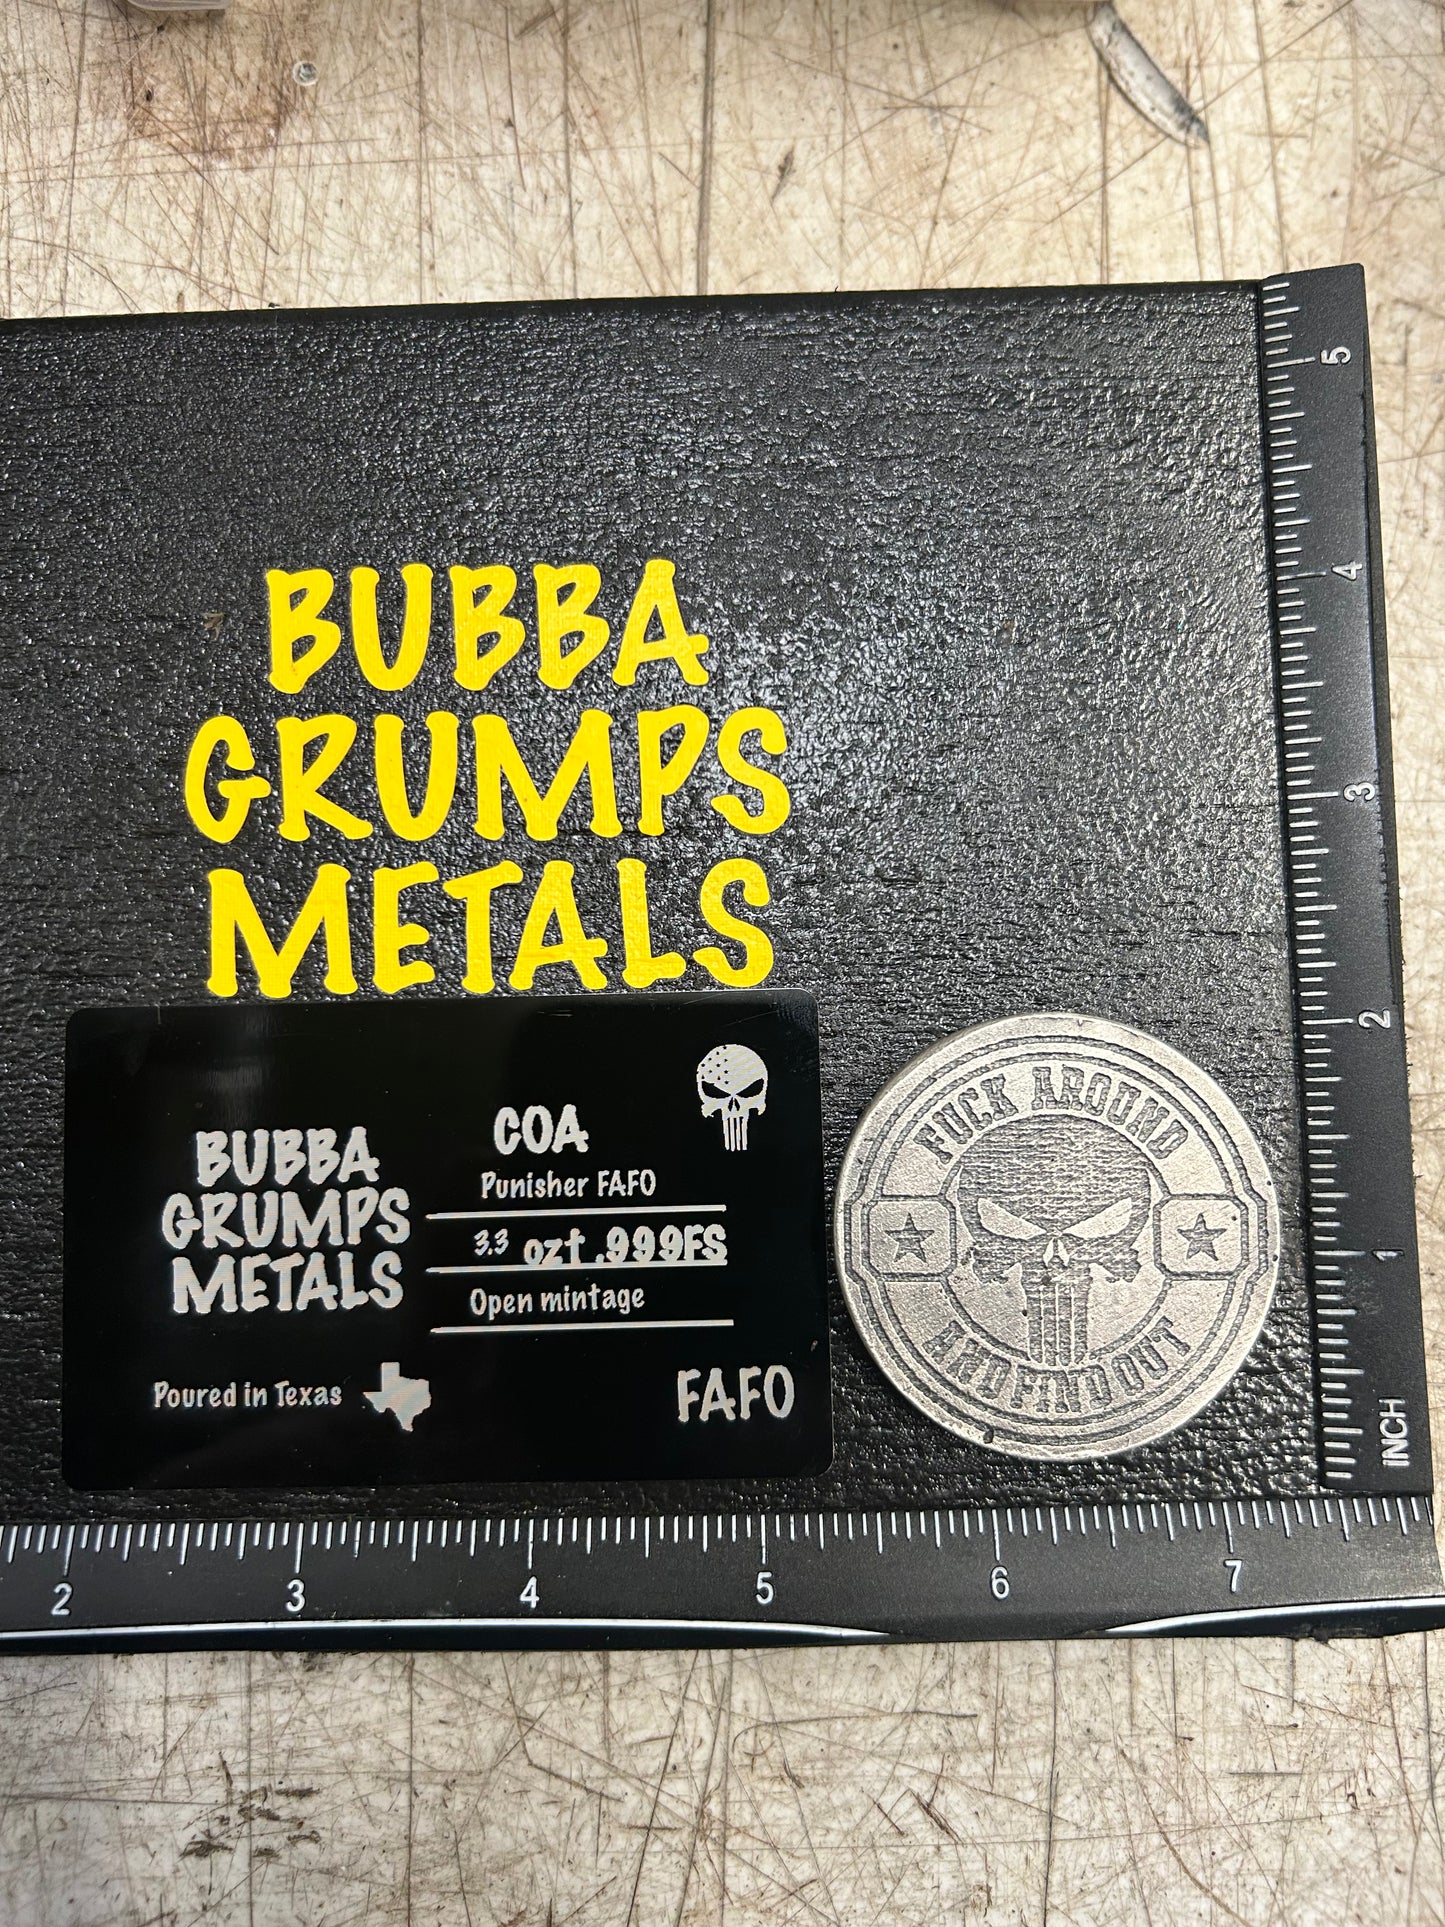 BUBBA
GRUMPS
METALS
BUBBA
GRUMPS
METALS
COA
Punisher FAFO
3.3 ozt .999FS
Open mintage
Poured in Texas
FAFO
FUCK AROUND
AND FIND OUT
5
4
3
2
1
INCH
2 3 4 5 6 7